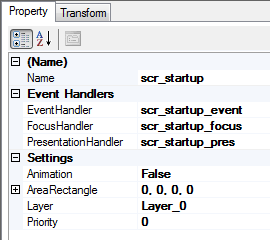 Property Transform
(Name)
Name scr_startup
Event Handlers
EventHandler scr_startup_event
FocusHandler scr_startup_focus
PresentationHandler scr_startup_pres
Settings
Animation False
AreaRectangle 0, 0, 0, 0
Layer Layer_0
Priority 0